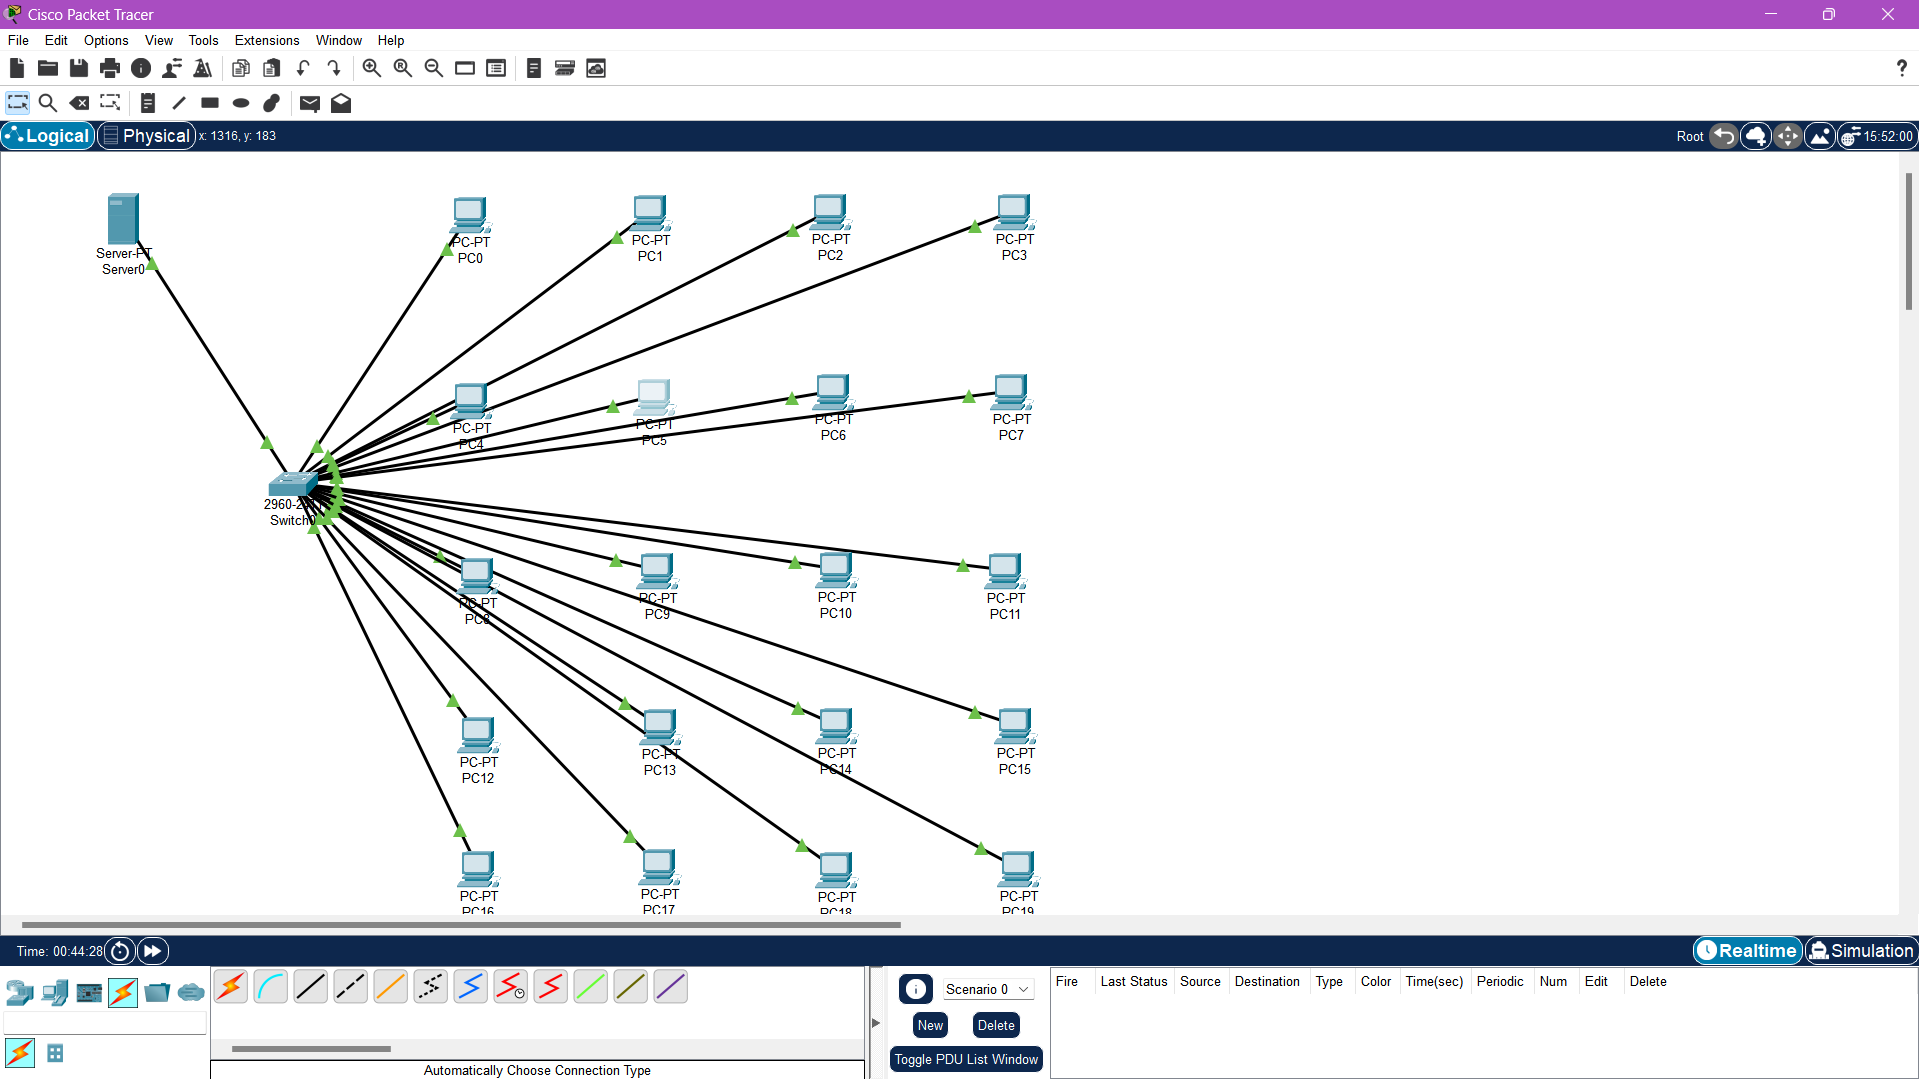 Cisco Packet Tracer
File Edit Options View Tools Extensions Window Help
?
Logical Physical x: 1316, y: 183 Root 15:52:00
Server-PT
Server0
PC-PT
PC0
PC-PT
PC1
PC-PT
PC2
PC-PT
PC3
PC-PT
PC4
PC-PT
PC5
PC-PT
PC6
PC-PT
PC7
Switch0
PC-PT
PC8
PC-PT
PC9
PC-PT
PC10
PC-PT
PC11
PC-PT
PC12
PC-PT
PC13
PC-PT
PC14
PC-PT
PC15
PC-PT
PC16
PC-PT
PC17
PC-PT
PC18
PC-PT
PC19
Time: 00:44:28 Realtime Simulation
Scenario 0
New Delete
Toggle PDU List Window
Fire Last Status Source Destination Type Color Time(sec) Periodic Num Edit Delete
Automatically Choose Connection Type